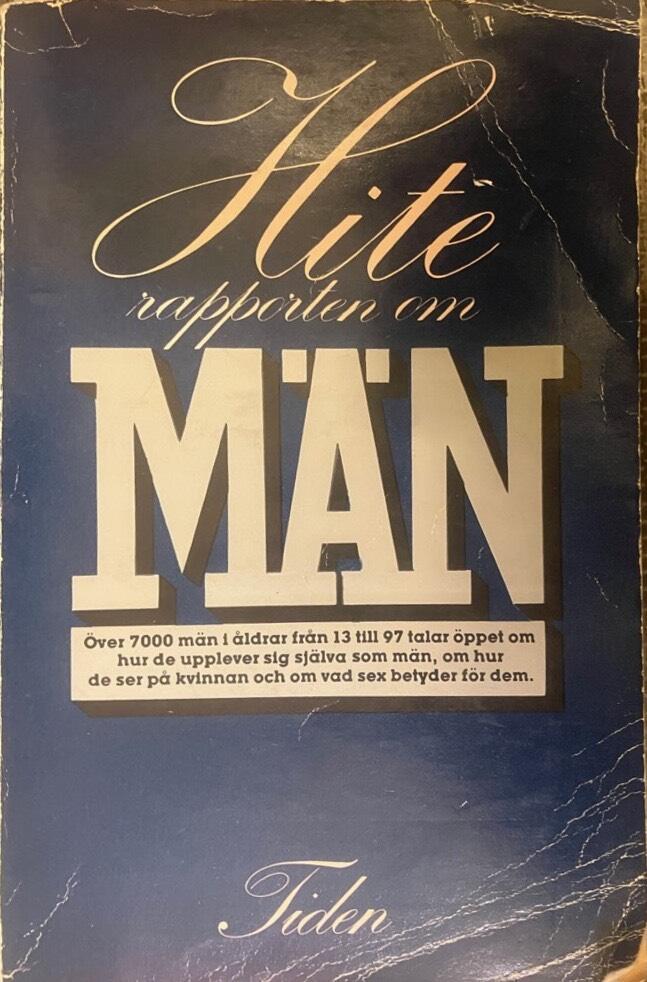 Hite
rapporten om
MÄN
Över 7000 män i åldrar från 13 till 97 talar öppet om
hur de upplever sig själva som män, om hur
de ser på kvinnan och om vad sex betyder för dem.
Tiden